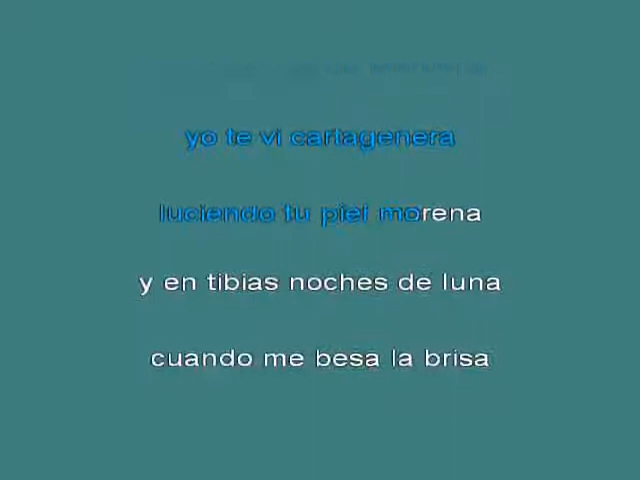 yo te vi cartagenera
luciendo tu piel morena
y en tibias noches de luna
cuando me besa la brisa